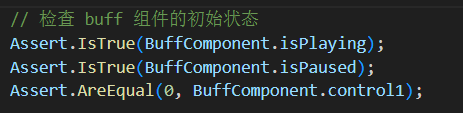 // 检查 buff 组件的初始状态
Assert.IsTrue(BuffComponent.isPlaying);
Assert.IsTrue(BuffComponent.isPaused);
Assert.AreEqual(0, BuffComponent.control1);